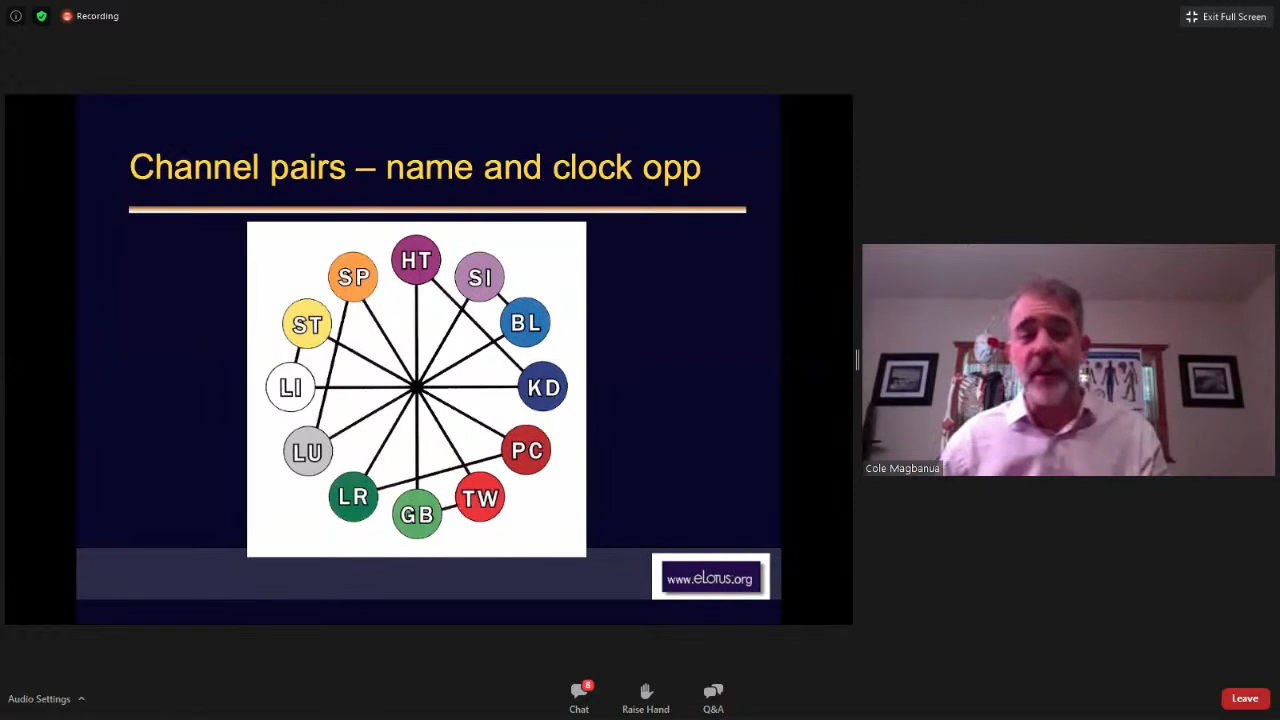 Recording
Exit Full Screen
Channel pairs – name and clock opp
HT
SP
SI
ST
BL
LI
KD
LU
PC
LR
TW
GB
www.eLotus.org
Cole Magbanua
Audio Settings
8
Chat
Raise Hand
Q&A
Leave